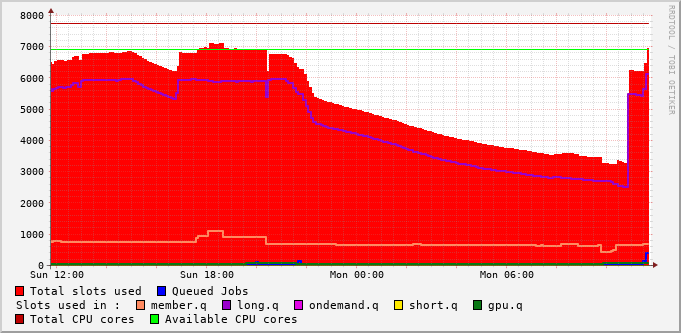 8000
7000
6000
5000
4000
3000
2000
1000
0
Sun 12:00 Sun 18:00 Mon 00:00 Mon 06:00
Total slots used Queued Jobs
Slots used in : member.q long.q ondemand.q short.q gpu.q
Total CPU cores Available CPU cores
RRDTOOL / TOBI OETIKER